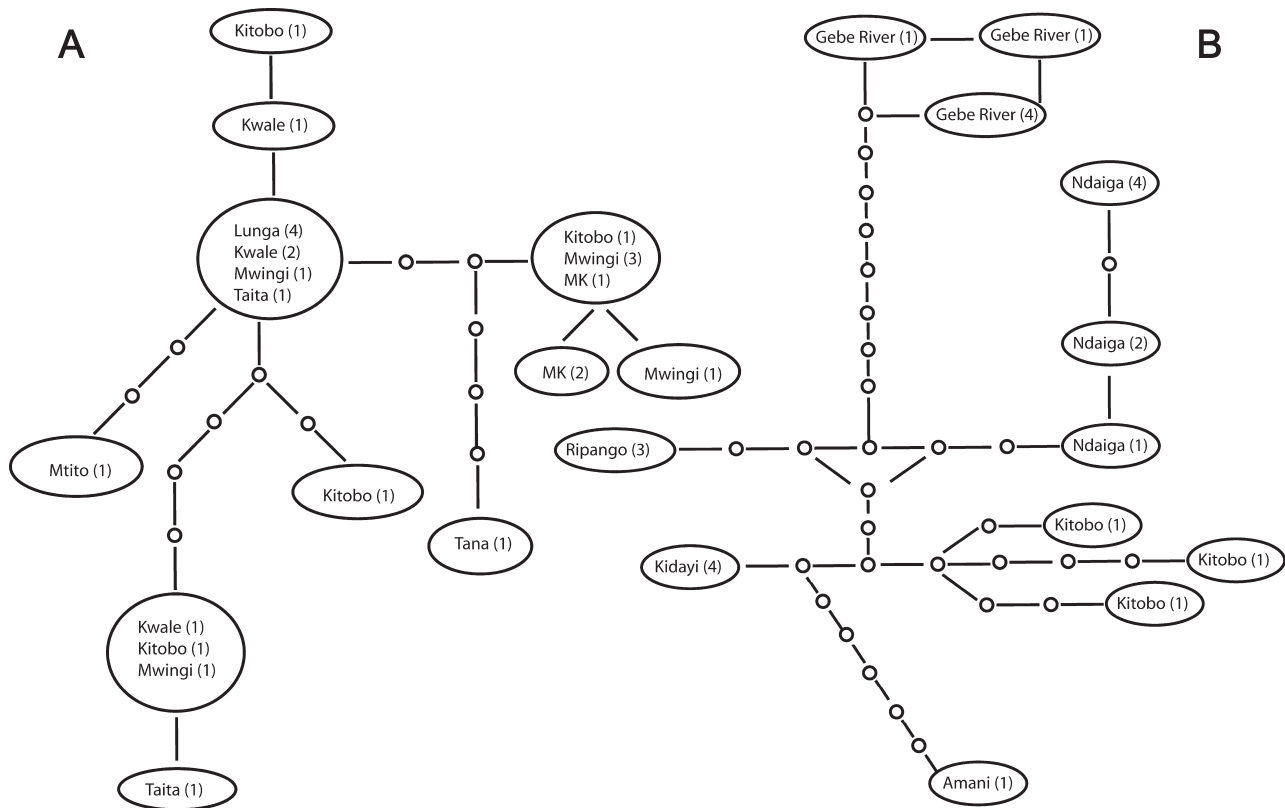 A
Kitobo (1)
Kwale (1)
Lunga (4)
Kwale (2)
Mwingi (1)
Taita (1)
Kitobo (1)
Mwingi (3)
MK (1)
MK (2)
Mwingi (1)
Mtito (1)
Kitobo (1)
Tana (1)
Kwale (1)
Kitobo (1)
Mwingi (1)
Taita (1)
B
Gebe River (1)
Gebe River (1)
Gebe River (4)
Ndaiga (4)
Ndaiga (2)
Ndaiga (1)
Ripango (3)
Kitobo (1)
Kitobo (1)
Kitobo (1)
Kidayi (4)
Amani (1)